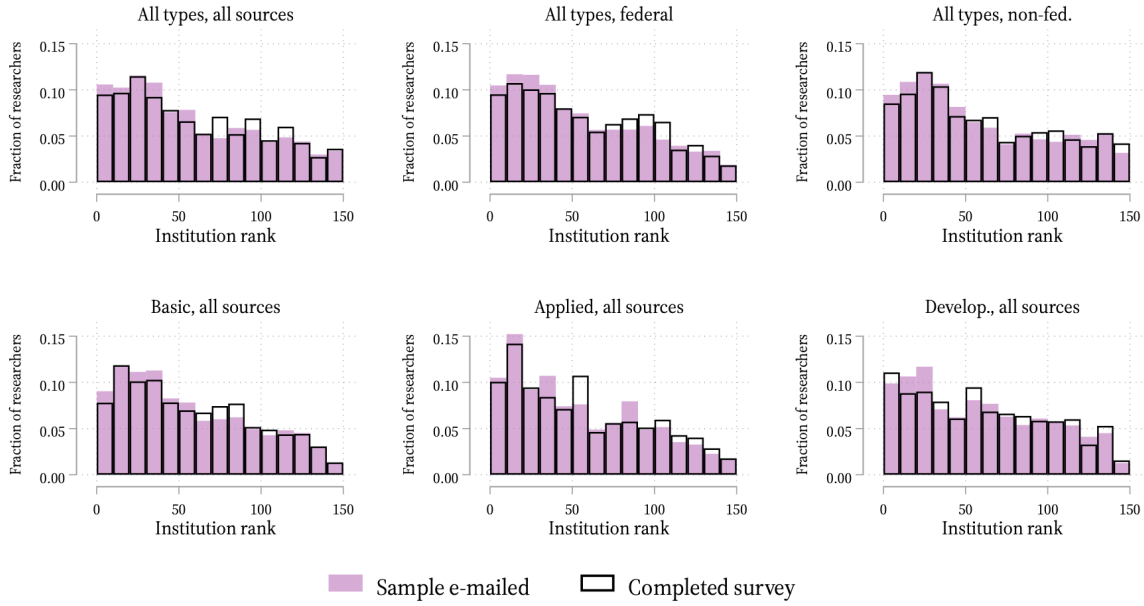 All types, all sources
Fraction of researchers
0.15
0.10
0.05
0.00
0 50 100 150
Institution rank
All types, federal
Fraction of researchers
0.15
0.10
0.05
0.00
0 50 100 150
Institution rank
All types, non-fed.
Fraction of researchers
0.15
0.10
0.05
0.00
0 50 100 150
Institution rank
Basic, all sources
Fraction of researchers
0.15
0.10
0.05
0.00
0 50 100 150
Institution rank
Applied, all sources
Fraction of researchers
0.15
0.10
0.05
0.00
0 50 100 150
Institution rank
Develop., all sources
Fraction of researchers
0.15
0.10
0.05
0.00
0 50 100 150
Institution rank
Sample e-mailed
Completed survey